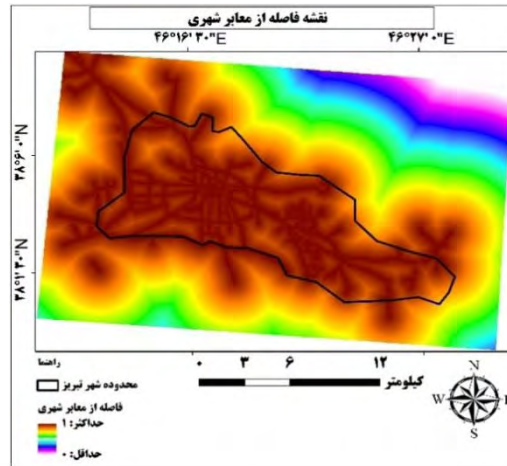 نقشه فاصله از معابر شهری
۴۶°۱۶'۳۰"E ۴۶°۲۷'۰"E
۳۸°۶'۰"N
۳۸°۱'۳۰"N
راهنما
محدوده شهر تبریز
فاصله از معابر شهری
حداکثر: ۱
حداقل: ۰
۰ ۳ ۶ ۱۲
کیلومتر
N
W E
S